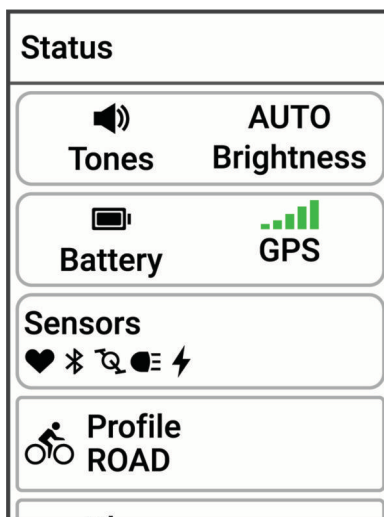 Status
Tones
AUTO
Brightness
Battery
GPS
Sensors
Profile
ROAD